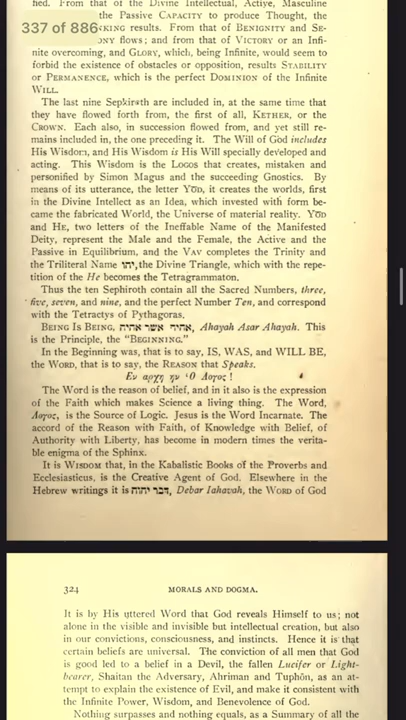 fied. From that of the Divine Intellectual, Active, Masculine
the Passive CAPACITY to produce Thought, the
337 of 886
KING results. From that of BENIGNITY and SE-
ONY flows; and from that of VICTORY or an Infi-
nite overcoming, and GLORY, which, being Infinite, would seem to
forbid the existence of obstacles or opposition, results STABILITY
or PERMANENCE, which is the perfect DOMINION of the Infinite
WILL.
The last nine Sephiroth are included in, at the same time that
they have flowed forth from, the first of all, KETHER, or the
CROWN. Each also, in succession flowed from, and yet still re-
mains included in, the one preceding it. The Will of God includes
His Wisdom, and His Wisdom is His Will specially developed and
acting. This Wisdom is the LOGOS that creates, mistaken and
personified by Simon Magus and the succeeding Gnostics. By
means of its utterance, the letter YŌD, it creates the worlds, first
in the Divine Intellect as an Idea, which invested with form be-
came the fabricated World, the Universe of material reality. YŌD
and HE, two letters of the Ineffable Name of the Manifested
Deity, represent the Male and the Female, the Active and the
Passive in Equilibrium, and the VAV completes the Trinity and
the Triliteral Name יהו, the Divine Triangle, which with the repe-
tition of the He becomes the Tetragrammaton.
Thus the ten Sephiroth contain all the Sacred Numbers, three,
five, seven, and nine, and the perfect Number Ten, and correspond
with the Tetractys of Pythagoras.
BEING IS BEING, אהיה אשר אהיה, Ahayah Asar Ahayah. This
is the Principle, the "BEGINNING."
In the Beginning was, that is to say, IS, WAS, and WILL BE,
the WORD, that is to say, the REASON that Speaks.
Εν αρχη ην ‘Ο Λογος!
The Word is the reason of belief, and in it also is the expression
of the Faith which makes Science a living thing. The Word,
Λογος, is the Source of Logic. Jesus is the Word Incarnate. The
accord of the Reason with Faith, of Knowledge with Belief, of
Authority with Liberty, has become in modern times the verita-
ble enigma of the Sphinx.
It is WISDOM that, in the Kabalistic Books of the Proverbs and
Ecclesiasticus, is the Creative Agent of God. Elsewhere in the
Hebrew writings it is דבר יהוה, Debar Iahavah, the WORD of God
324 MORALS AND DOGMA.
It is by His uttered Word that God reveals Himself to us; not
alone in the visible and invisible but intellectual creation, but also
in our convictions, consciousness, and instincts. Hence it is that
certain beliefs are universal. The conviction of all men that God
is good led to a belief in a Devil, the fallen Lucifer or Light-
bearer, Shaitan the Adversary, Ahriman and Tuphōn, as an at-
tempt to explain the existence of Evil, and make it consistent with
the Infinite Power, Wisdom, and Benevolence of God.
Nothing surpasses and nothing equals, as a Summary of all the